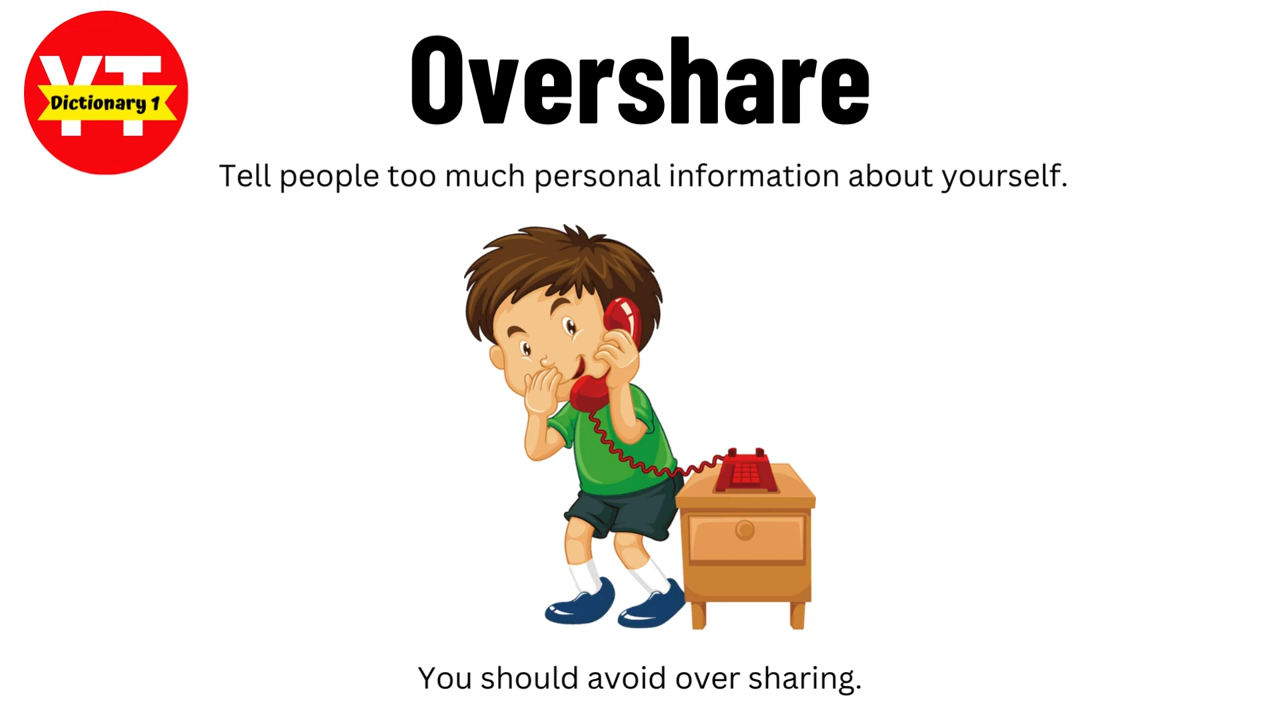 YT
Dictionary 1
Overshare
Tell people too much personal information about yourself.
You should avoid over sharing.